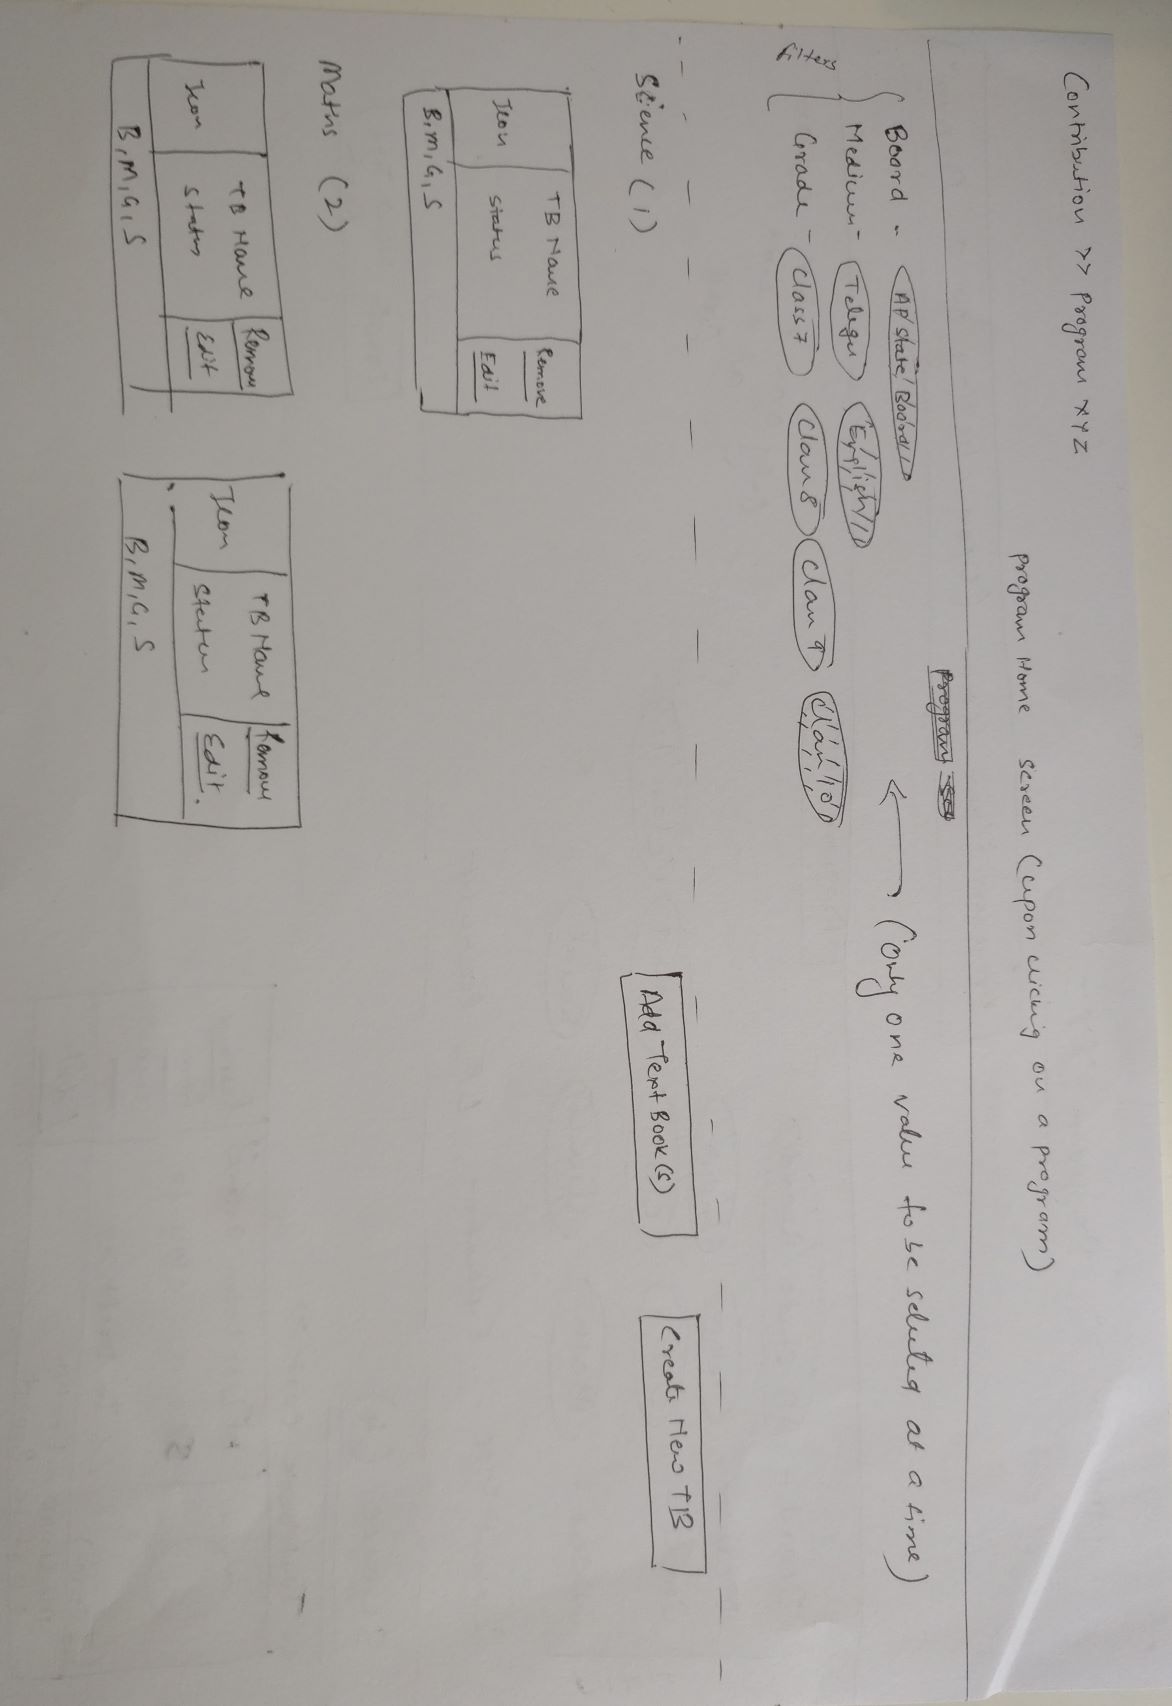 Contribution >> Program XYZ
Program Home Screen (upon clicking on a program)
Program
Filters
Board - AP State Board
(only one value to be selected at a time)
Medium - Telegu English
Grade - Class 7 Class 8 Class 9 Class 10
Science (1)
Add Text Book(s)
Create New TB
Icon
TB Name
Status
Remove
Edit
B, M, G, S
Maths (2)
Icon
TB Name
Status
Remove
Edit
B, M, G, S
Icon
TB Name
Status
Remove
Edit.
B, M, G, S